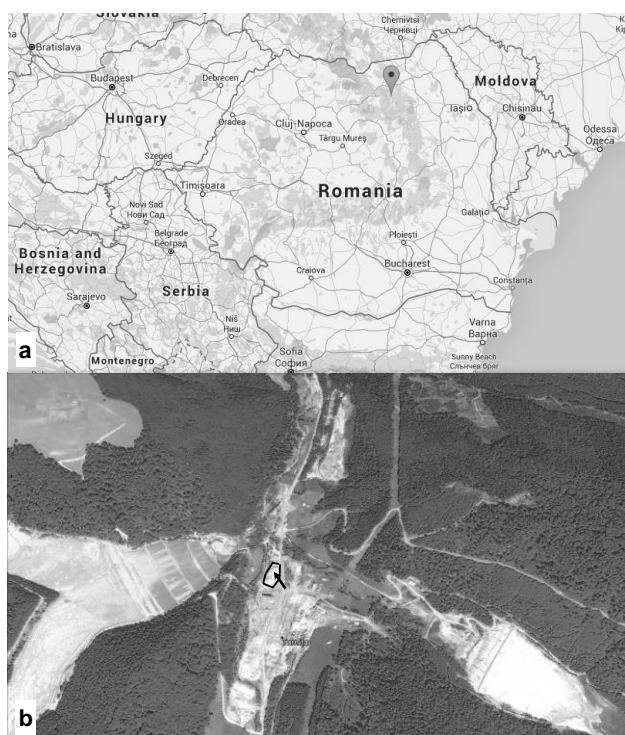 Slovakia
Bratislava
Chernivtsi
Чернівці
Budapest
Debrecen
Moldova
Hungary
Oradea
Cluj-Napoca
Iași
Chisinau
Târgu Mureș
Odessa
Одеса
Szeged
Timișoara
Romania
Novi Sad
Нови Сад
Galați
Belgrade
Београд
Ploiești
Bosnia and
Herzegovina
Craiova
Bucharest
Constanța
Sarajevo
Serbia
Niš
Ниш
Varna
Варна
a
Montenegro
Sofia
София
Sunny Beach
Слънчев бряг
b